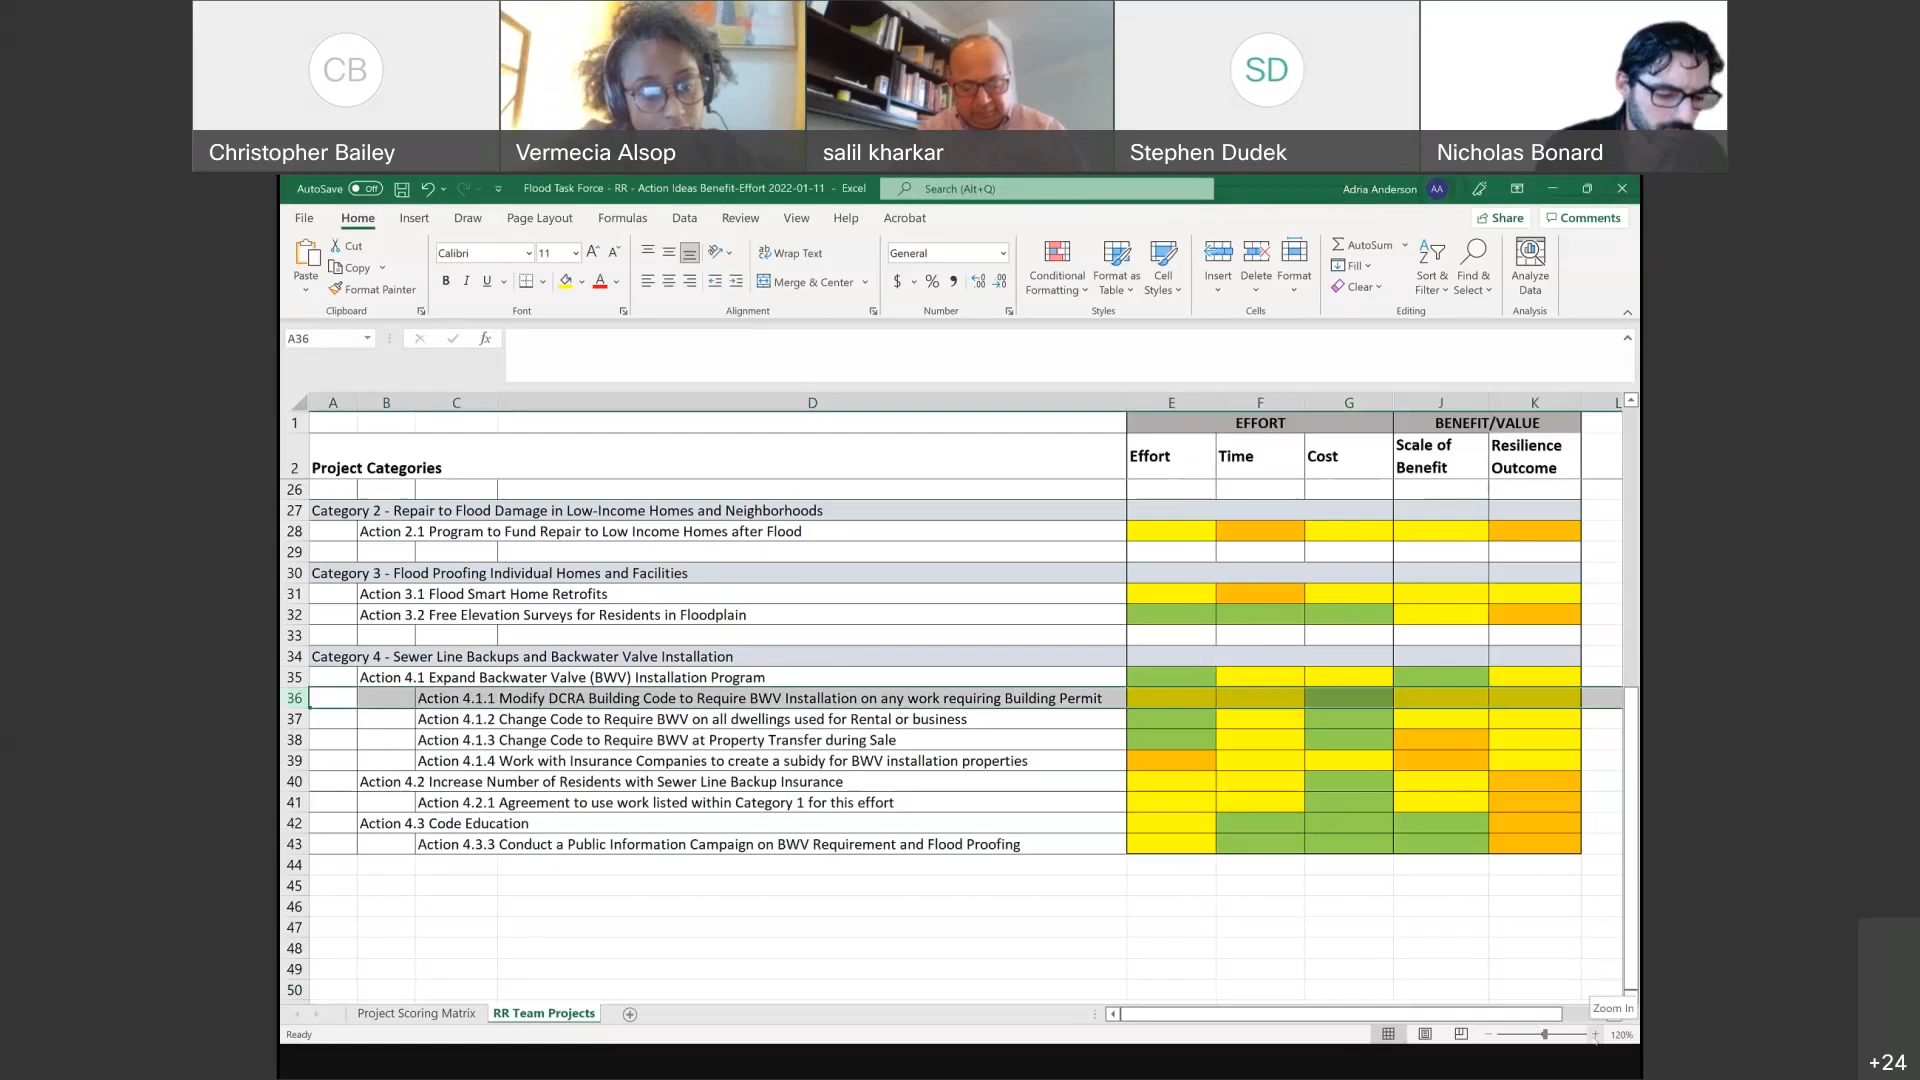 CB
SD
Christopher Bailey
Vermecia Alsop
salil kharkar
Stephen Dudek
Nicholas Bonard
AutoSave Off
Flood Task Force - RR - Action Ideas Benefit-Effort 2022-01-11 - Excel
Search (Alt+Q)
Adria Anderson AA
File Home Insert Draw Page Layout Formulas Data Review View Help Acrobat Share Comments
Paste
Cut
Copy
Format Painter
Clipboard
Calibri 11
B I U
Font
Wrap Text
Merge & Center
Alignment
General
$ % ,
Number
Conditional Formatting
Format as Table
Cell Styles
Styles
Insert Delete Format
Cells
AutoSum
Fill
Clear
Sort & Filter
Find & Select
Editing
Analyze Data
Analysis
A36
fx
A B C D E F G J K L
1 EFFORT BENEFIT/VALUE
2 Project Categories Effort Time Cost Scale of Benefit Resilience Outcome
26
27 Category 2 - Repair to Flood Damage in Low-Income Homes and Neighborhoods
28 Action 2.1 Program to Fund Repair to Low Income Homes after Flood
29
30 Category 3 - Flood Proofing Individual Homes and Facilities
31 Action 3.1 Flood Smart Home Retrofits
32 Action 3.2 Free Elevation Surveys for Residents in Floodplain
33
34 Category 4 - Sewer Line Backups and Backwater Valve Installation
35 Action 4.1 Expand Backwater Valve (BWV) Installation Program
36 Action 4.1.1 Modify DCRA Building Code to Require BWV Installation on any work requiring Building Permit
37 Action 4.1.2 Change Code to Require BWV on all dwellings used for Rental or business
38 Action 4.1.3 Change Code to Require BWV at Property Transfer during Sale
39 Action 4.1.4 Work with Insurance Companies to create a subidy for BWV installation properties
40 Action 4.2 Increase Number of Residents with Sewer Line Backup Insurance
41 Action 4.2.1 Agreement to use work listed within Category 1 for this effort
42 Action 4.3 Code Education
43 Action 4.3.3 Conduct a Public Information Campaign on BWV Requirement and Flood Proofing
44
45
46
47
48
49
50
Project Scoring Matrix RR Team Projects
Zoom In
Ready
120%
+24